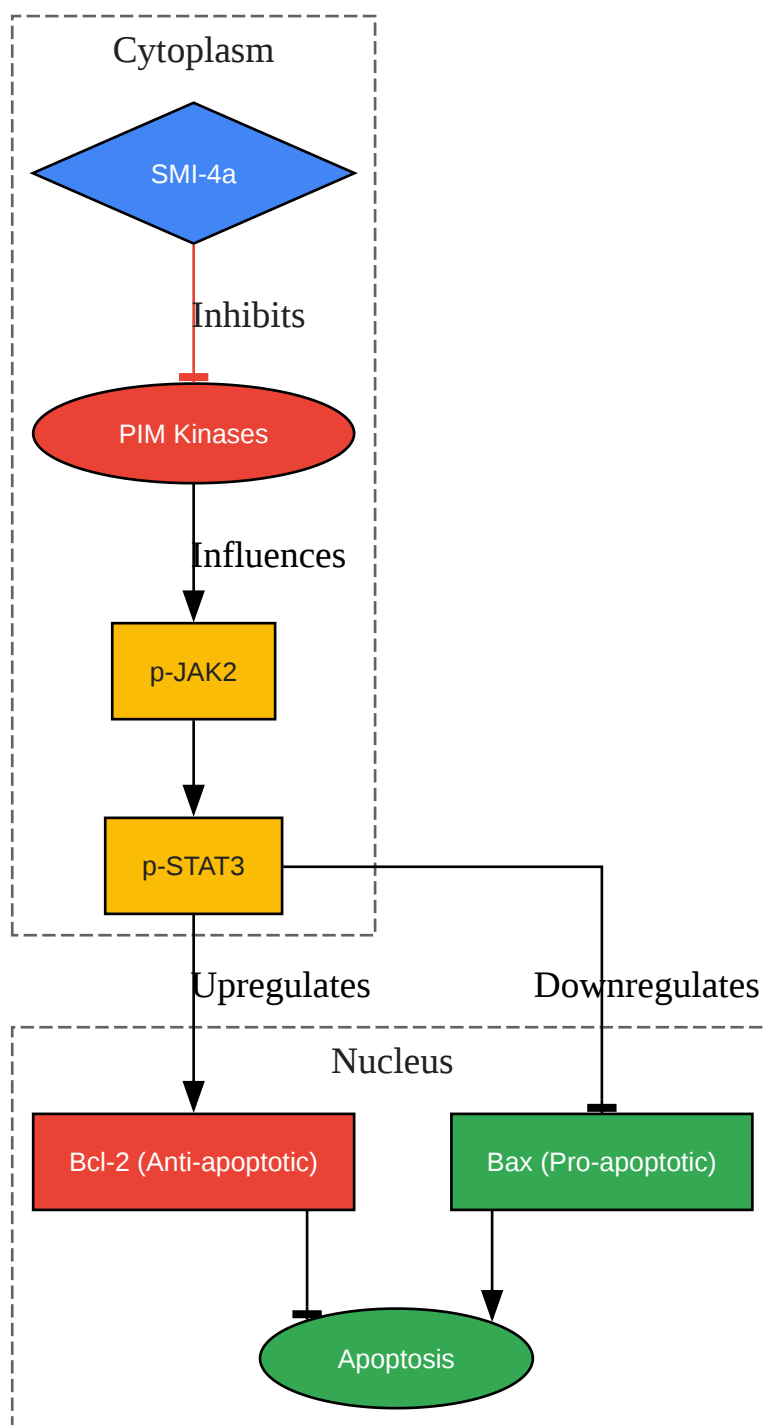 Cytoplasm
SMI-4a
Inhibits
PIM Kinases
Influences
p-JAK2
p-STAT3
Upregulates
Downregulates
Nucleus
Bcl-2 (Anti-apoptotic)
Bax (Pro-apoptotic)
Apoptosis